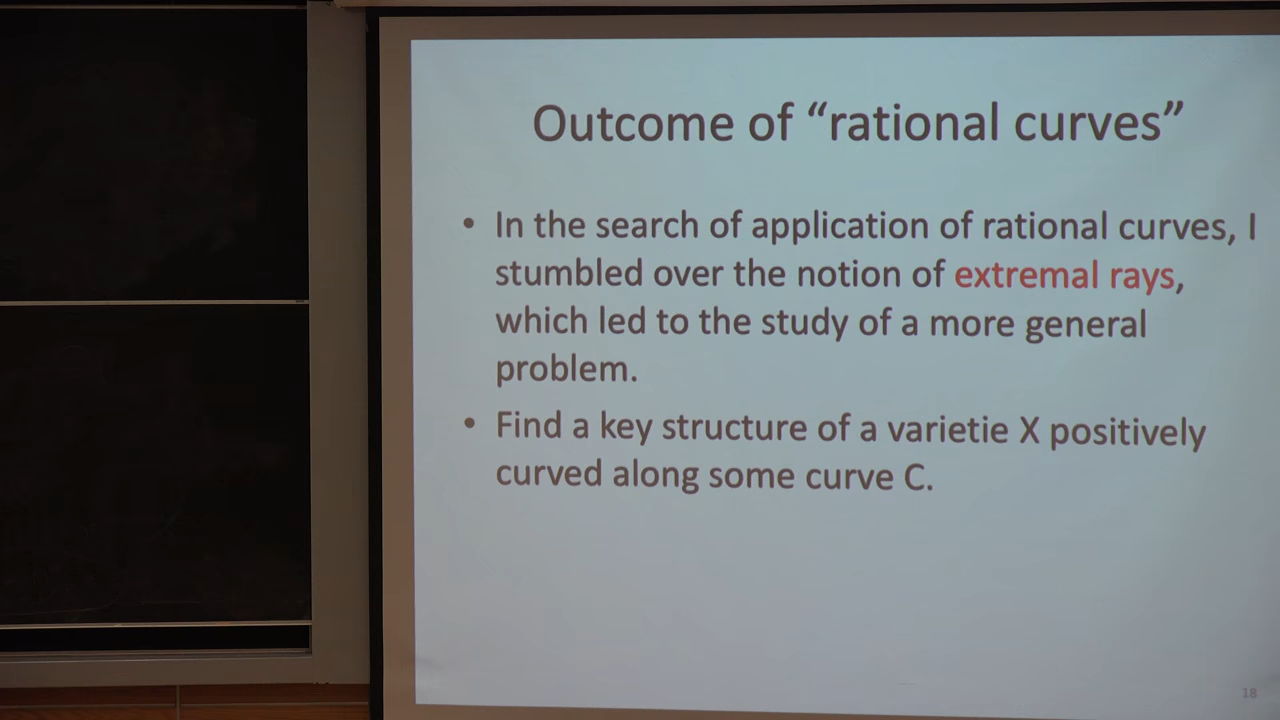 Outcome of “rational curves”
• In the search of application of rational curves, I
stumbled over the notion of extremal rays,
which led to the study of a more general
problem.
• Find a key structure of a varietie X positively
curved along some curve C.
18